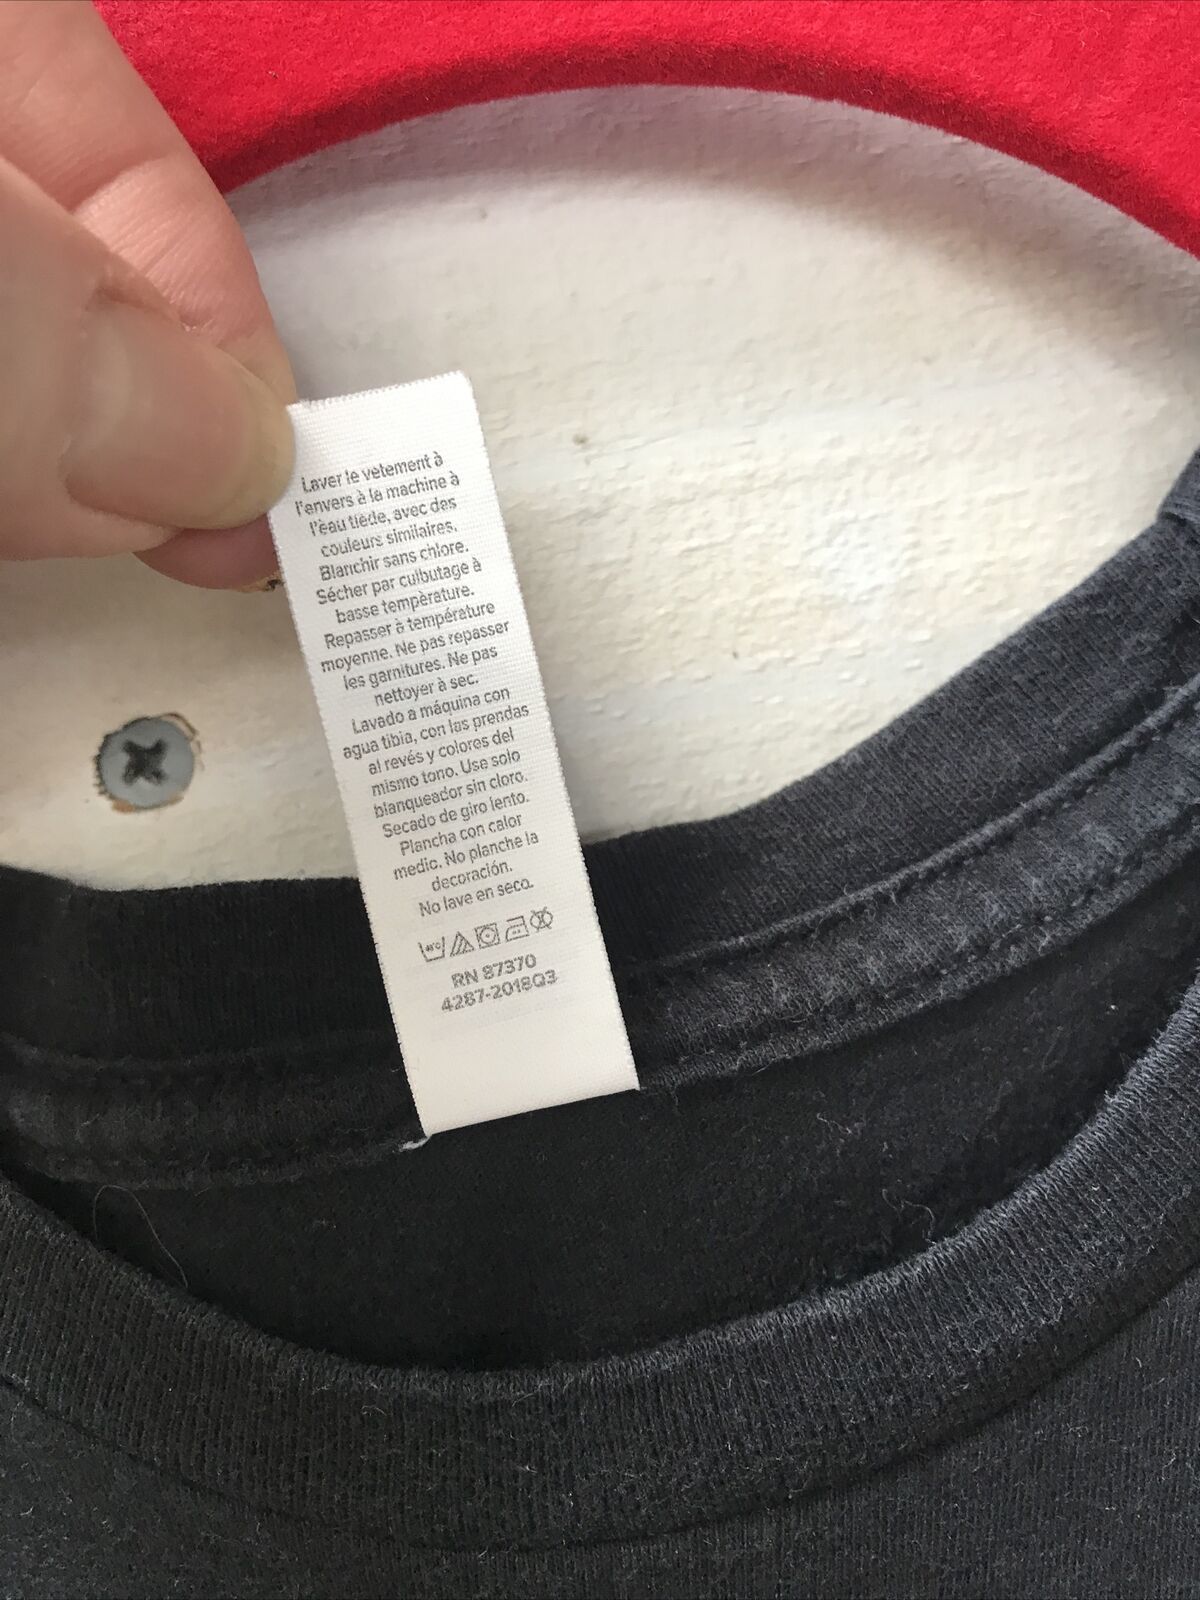 Laver le vetement à
l'envers à la machine à
l'eau tiède, avec des
couleurs similaires.
Blanchir sans chlore.
Sécher par culbutage à
basse tempèrature.
Repasser à température
moyenne. Ne pas repasser
les garnitures. Ne pas
nettoyer à sec.
Lavado a máquina con
agua tibia, con las prendas
al revés y colores del
mismo tono. Use solo
blanqueador sin cloro.
Secado de giro lento.
Plancha con calor
medic. No planche la
decoración.
No lave en seco.
RN 87370
4287-2018Q3